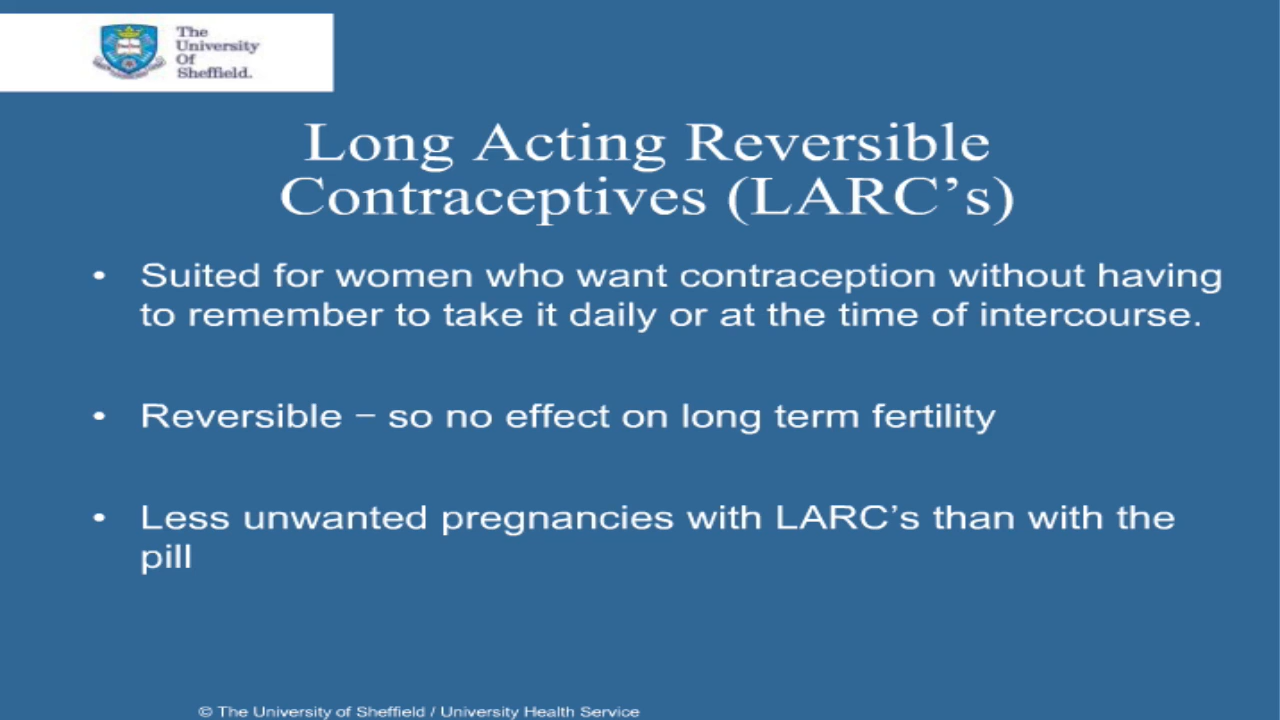 The
University
Of
Sheffield.
Long Acting Reversible
Contraceptives (LARC's)
• Suited for women who want contraception without having
to remember to take it daily or at the time of intercourse.
• Reversible – so no effect on long term fertility
• Less unwanted pregnancies with LARC's than with the
pill
© The University of Sheffield / University Health Service